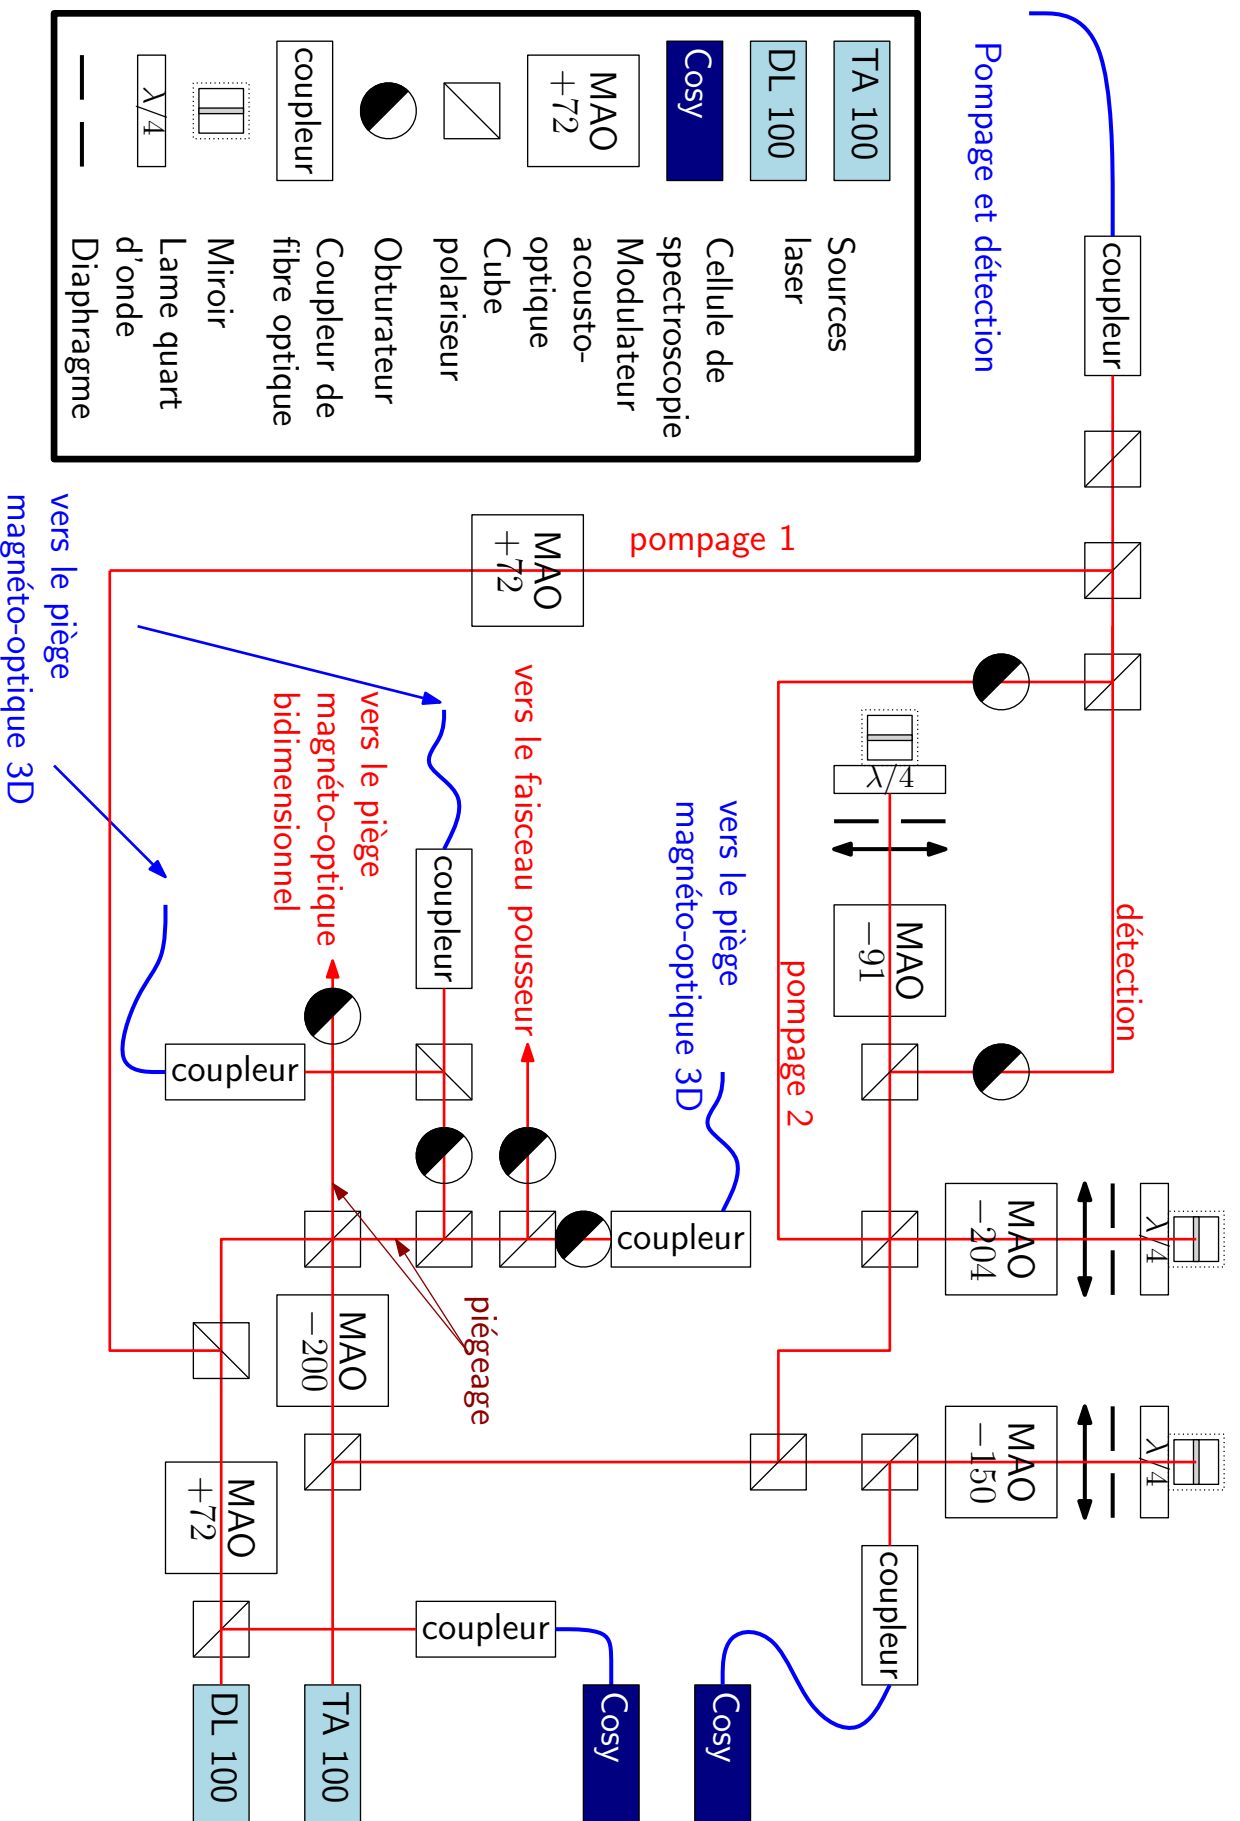 TA 100
DL 100
Cosy
MAO
+72
coupleur
λ/4
Sources
laser
Cellule de
spectroscopie
Modulateur
acousto-
optique
Cube
polariseur
Obturateur
Coupleur de
fibre optique
Miroir
Lame quart
d'onde
Diaphragme
Pompage et détection
coupleur
pompage 1
MAO
+72
détection
λ/4
MAO
−91
pompage 2
MAO
−204
λ/4
MAO
−150
λ/4
coupleur
Cosy
vers le piège
magnéto-optique 3D
coupleur
vers le faisceau pousseur
coupleur
vers le piège
magnéto-optique
bidimensionnel
vers le piège
magnéto-optique 3D
coupleur
piégeage
MAO
−200
MAO
+72
coupleur
Cosy
TA 100
DL 100